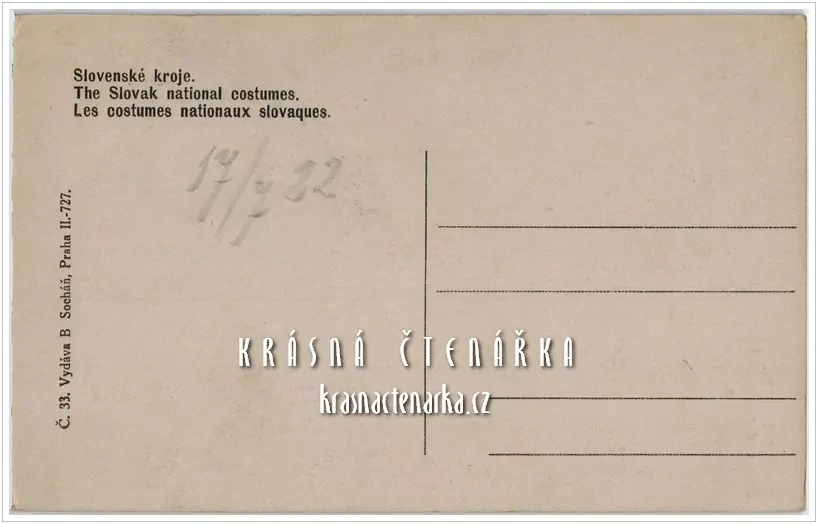 Slovenské kroje.
The Slovak national costumes.
Les costumes nationaux slovaques.
Č. 33. Vydáva B Socháň, Praha II.-727.
KRÁSNÁ ČTENÁŘKA
krasnactenarka.cz